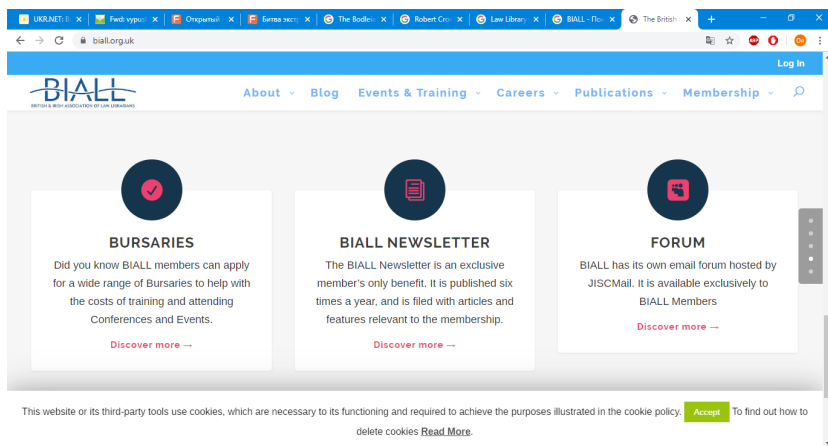 UKR.NET:
Fwd: vypus
Открытый
Битва экст
The Bodlei
Robert Cro
Law Library
BIALL - По
The British
biall.org.uk
ABP
Log In
BIALL
BRITISH & IRISH ASSOCIATION OF LAW LIBRARIANS
About Blog Events & Training Careers Publications Membership
BURSARIES
Did you know BIALL members can apply
for a wide range of Bursaries to help with
the costs of training and attending
Conferences and Events.
Discover more →
BIALL NEWSLETTER
The BIALL Newsletter is an exclusive
member's only benefit. It is published six
times a year, and is filed with articles and
features relevant to the membership.
Discover more →
FORUM
BIALL has its own email forum hosted by
JISCMail. It is available exclusively to
BIALL Members
Discover more →
This website or its third-party tools use cookies, which are necessary to its functioning and required to achieve the purposes illustrated in the cookie policy. Accept To find out how to
delete cookies Read More.